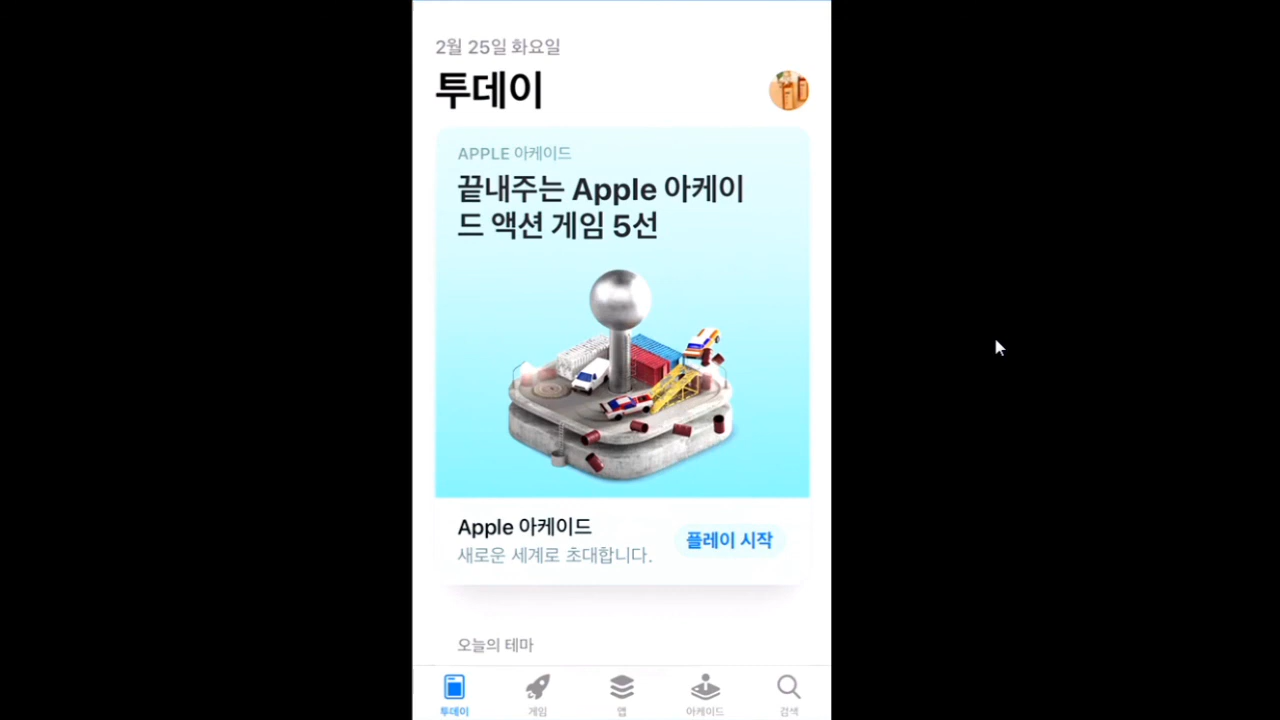 2월 25일 화요일
투데이
APPLE 아케이드
끝내주는 Apple 아케이
드 액션 게임 5선
Apple 아케이드
새로운 세계로 초대합니다.
플레이 시작
오늘의 테마
투데이
게임
앱
아케이드
검색